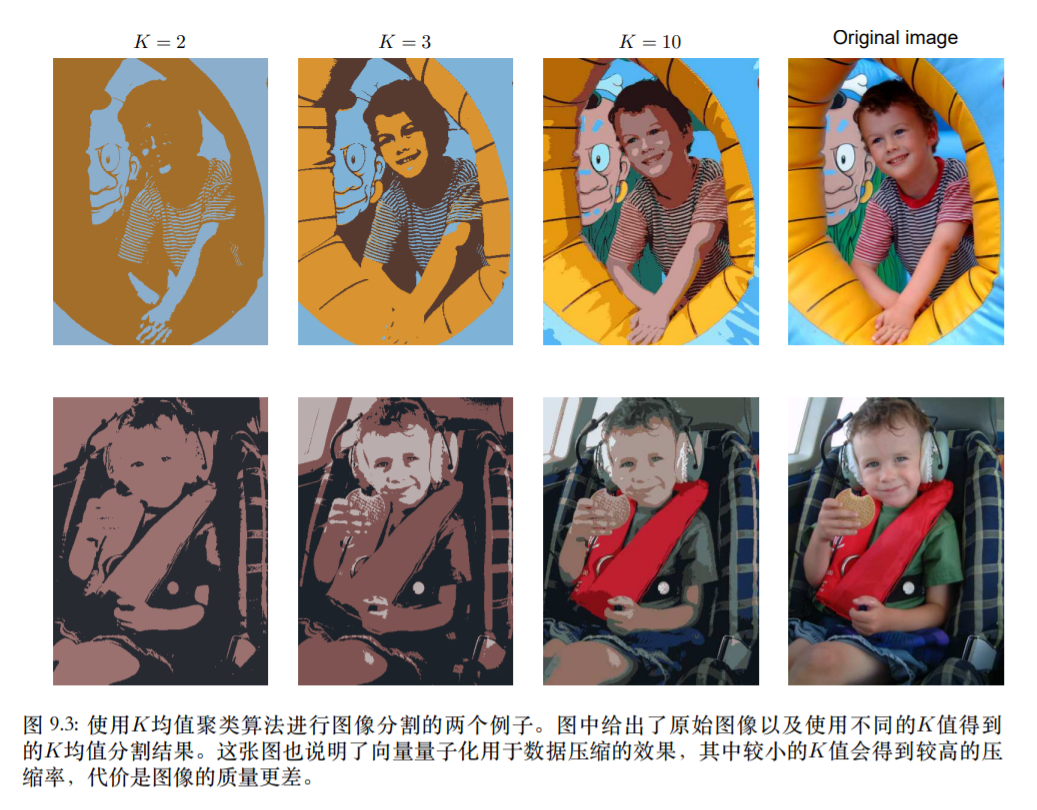 K = 2
K = 3
K = 10
Original image
图 9.3: 使用K均值聚类算法进行图像分割的两个例子。图中给出了原始图像以及使用不同的K值得到
的K均值分割结果。这张图也说明了向量量子化用于数据压缩的效果，其中较小的K值会得到较高的压
缩率，代价是图像的质量更差。